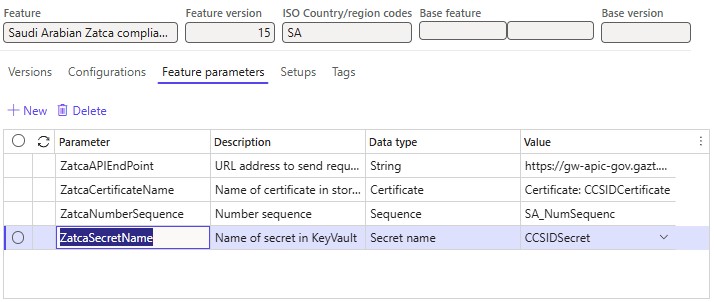 Feature Feature version ISO Country/region codes Base feature Base version
Saudi Arabian Zatca complia... 15 SA
Versions Configurations Feature parameters Setups Tags
New Delete
Parameter Description Data type Value
ZatcaAPIEndPoint URL address to send requ... String https://gw-apic-gov.gazt....
ZatcaCertificateName Name of certificate in stor... Certificate Certificate: CCSIDCertificate
ZatcaNumberSequence Number sequence Sequence SA_NumSequenc
ZatcaSecretName Name of secret in KeyVault Secret name CCSIDSecret